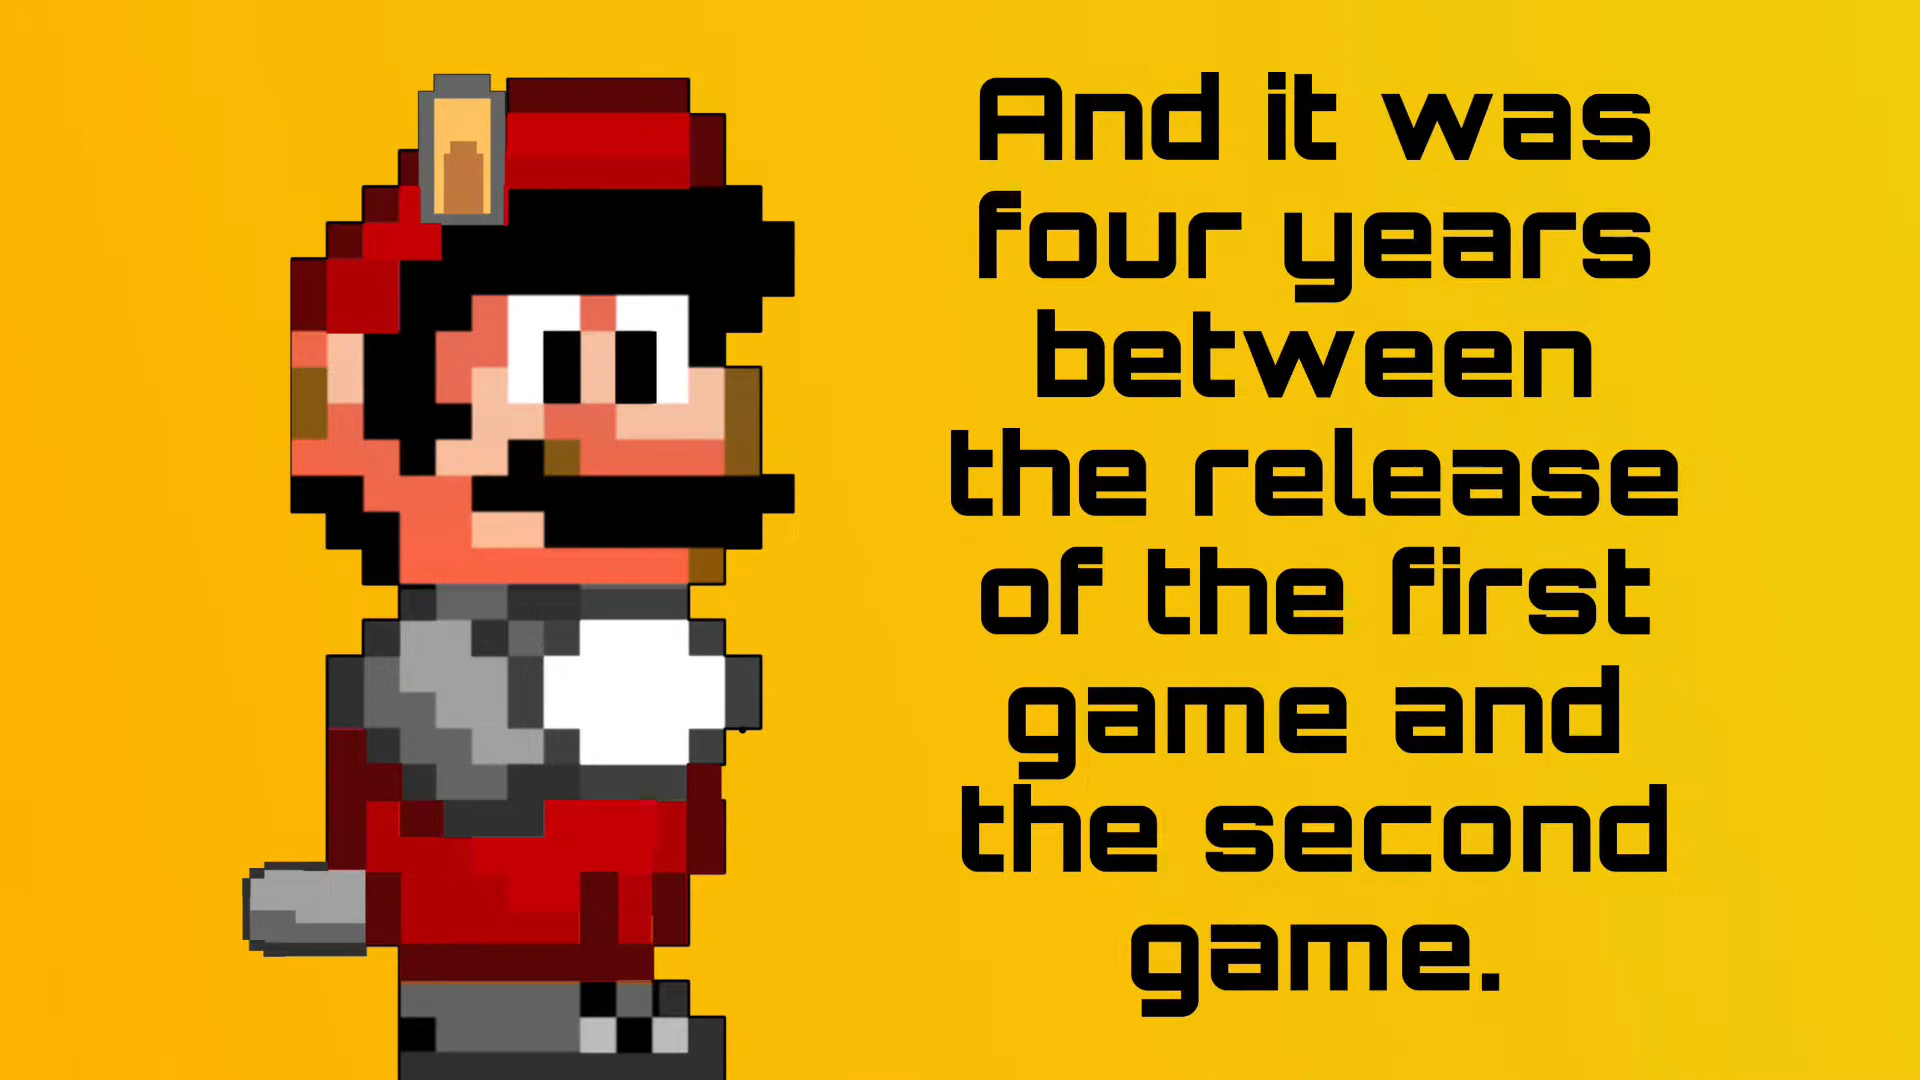 And it was
four years
between
the release
of the first
game and
the second
game.